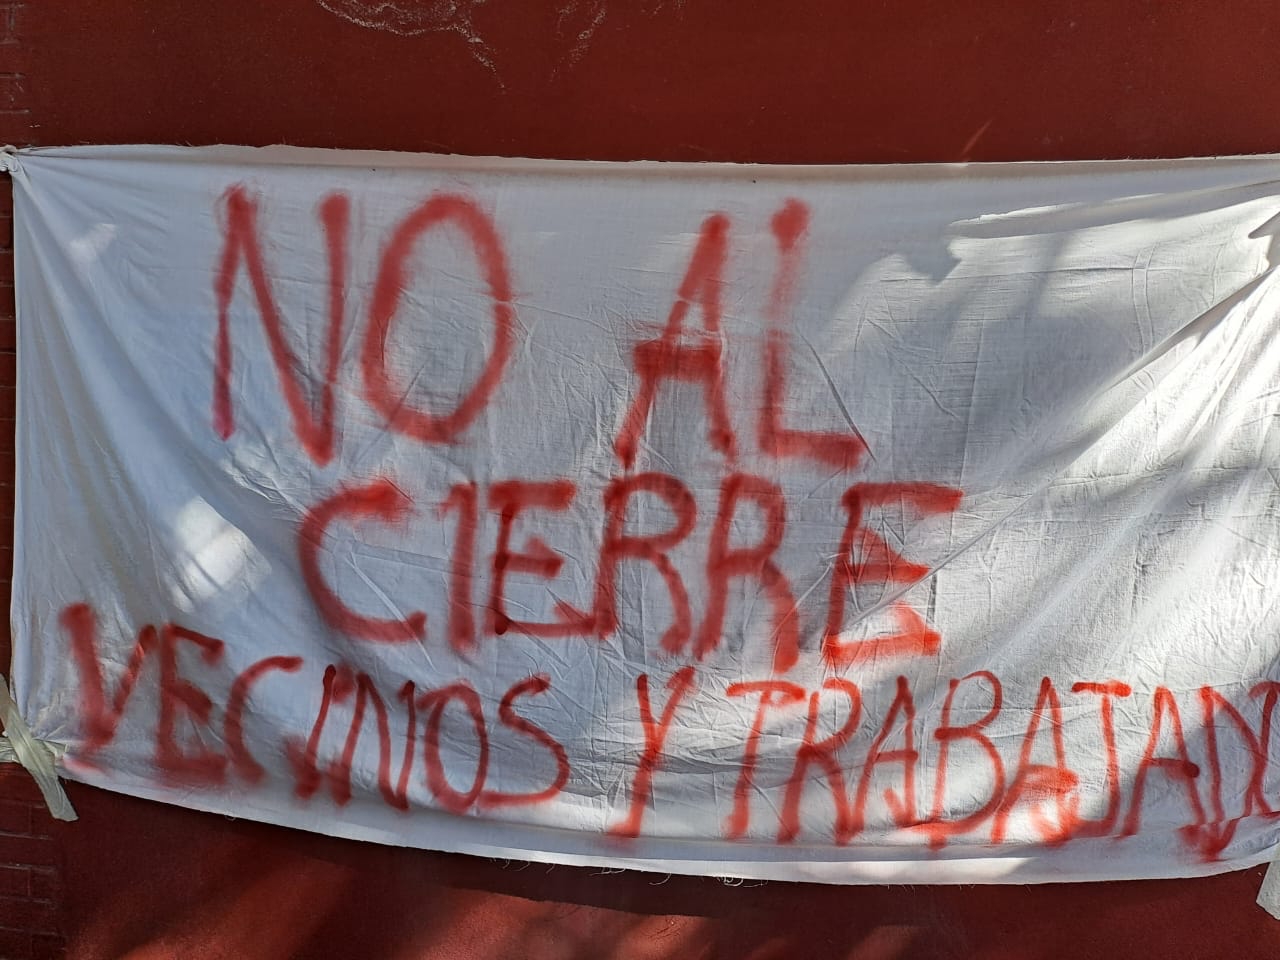 NO AL
CIERRE
VECINOS Y TRABAJAD